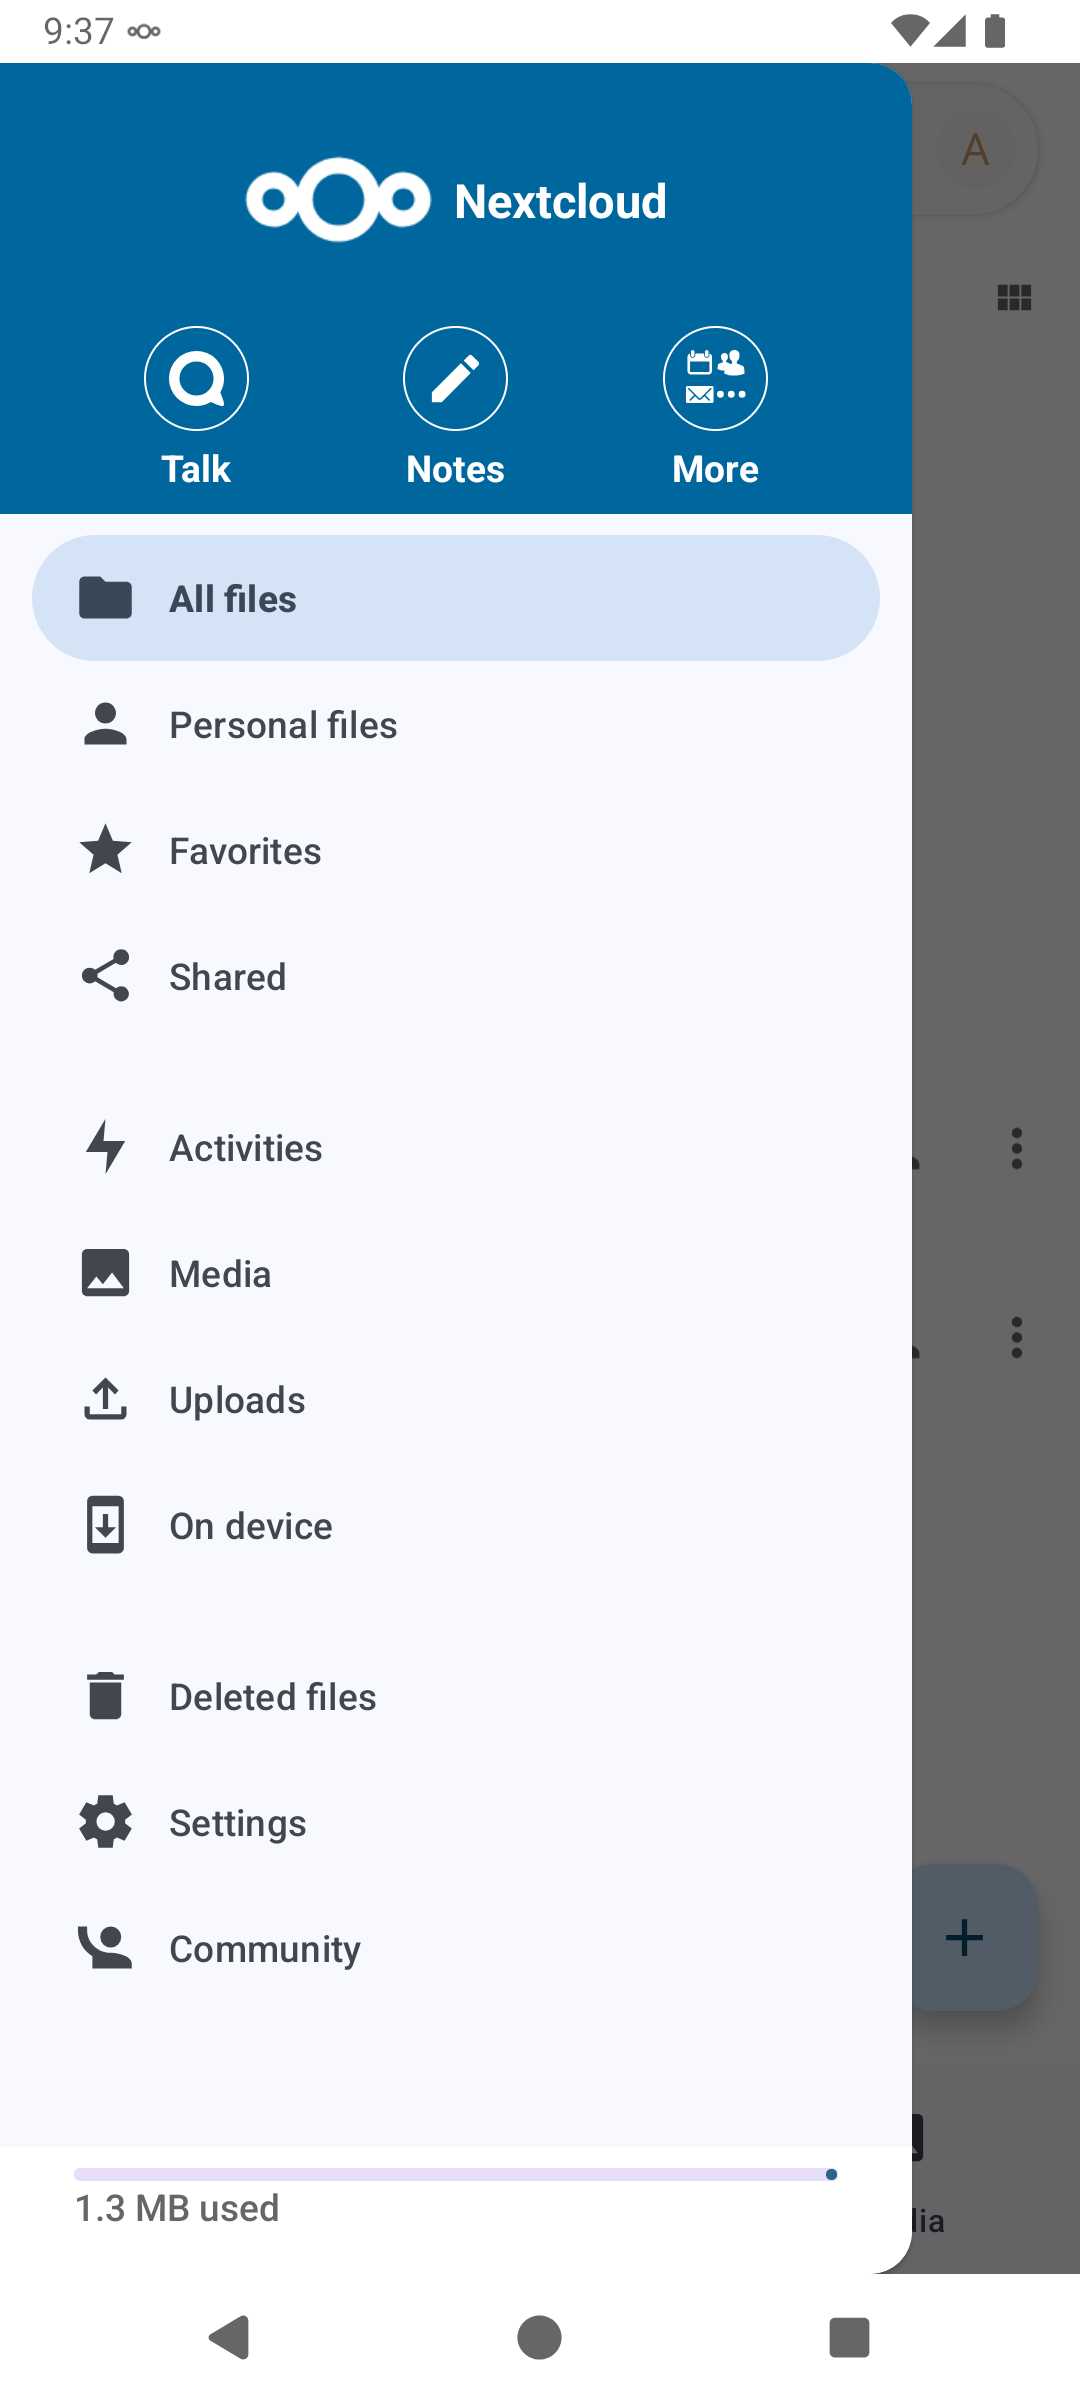 9:37
A
Nextcloud
Talk
Notes
More
All files
Personal files
Favorites
Shared
Activities
Media
Uploads
On device
Deleted files
Settings
Community
1.3 MB used
dia